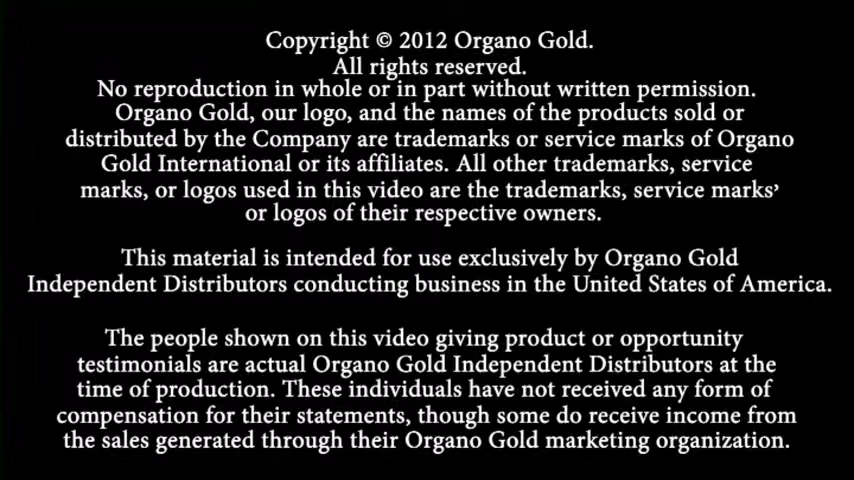 Copyright © 2012 Organo Gold.
All rights reserved.
No reproduction in whole or in part without written permission.
Organo Gold, our logo, and the names of the products sold or
distributed by the Company are trademarks or service marks of Organo
Gold International or its affiliates. All other trademarks, service
marks, or logos used in this video are the trademarks, service marks’
or logos of their respective owners.
This material is intended for use exclusively by Organo Gold
Independent Distributors conducting business in the United States of America.
The people shown on this video giving product or opportunity
testimonials are actual Organo Gold Independent Distributors at the
time of production. These individuals have not received any form of
compensation for their statements, though some do receive income from
the sales generated through their Organo Gold marketing organization.